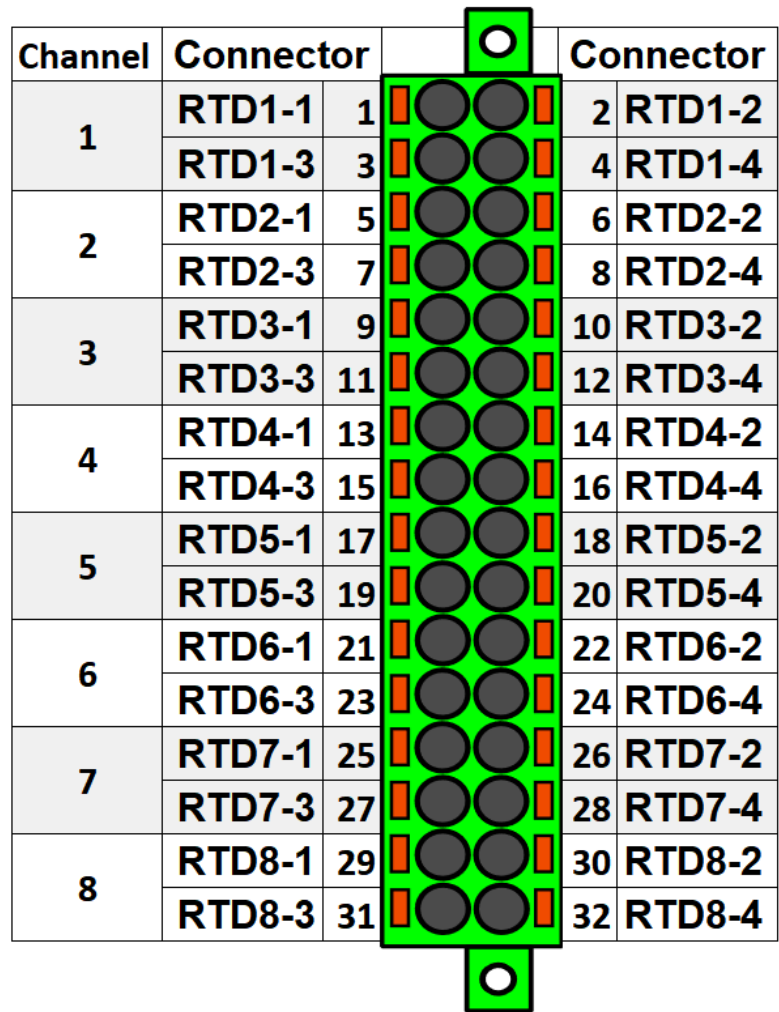 Channel Connector Connector
1
RTD1-1 1 2 RTD1-2
RTD1-3 3 4 RTD1-4
2
RTD2-1 5 6 RTD2-2
RTD2-3 7 8 RTD2-4
3
RTD3-1 9 10 RTD3-2
RTD3-3 11 12 RTD3-4
4
RTD4-1 13 14 RTD4-2
RTD4-3 15 16 RTD4-4
5
RTD5-1 17 18 RTD5-2
RTD5-3 19 20 RTD5-4
6
RTD6-1 21 22 RTD6-2
RTD6-3 23 24 RTD6-4
7
RTD7-1 25 26 RTD7-2
RTD7-3 27 28 RTD7-4
8
RTD8-1 29 30 RTD8-2
RTD8-3 31 32 RTD8-4